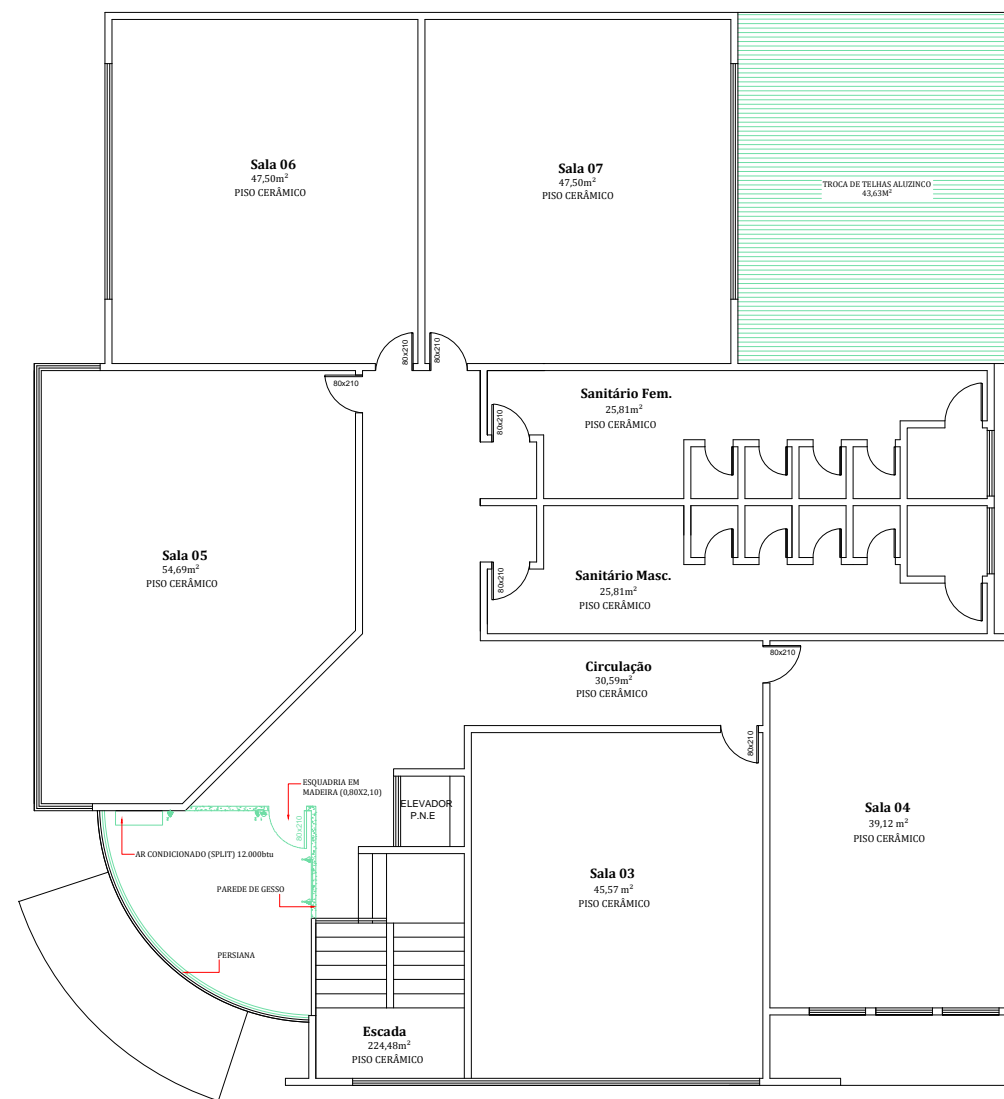 Sala 06
47,50m²
PISO CERÂMICO
Sala 07
47,50m²
PISO CERÂMICO
TROCA DE TELHAS ALUZINCO
43,63M²
80x210
80x210
80x210
Sanitário Fem.
25,81m²
PISO CERÂMICO
80x210
Sala 05
54,69m²
PISO CERÂMICO
Sanitário Masc.
25,81m²
PISO CERÂMICO
80x210
Circulação
30,59m²
PISO CERÂMICO
80x210
80x210
ESQUADRIA EM
MADEIRA (0,80X2,10)
80x210
ELEVADOR
P.N.E
Sala 04
39,12 m²
PISO CERÂMICO
AR CONDICIONADO (SPLIT) 12.000btu
Sala 03
45,57 m²
PISO CERÂMICO
PAREDE DE GESSO
PERSIANA
Escada
224,48m²
PISO CERÂMICO